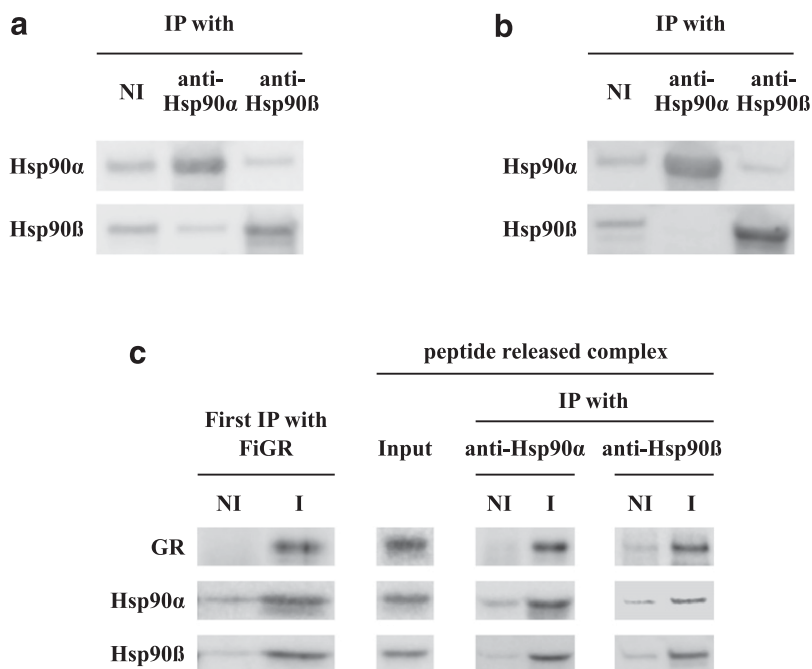 a
IP with
NI anti-Hsp90α anti-Hsp90ß
Hsp90α
Hsp90ß
b
IP with
NI anti-Hsp90α anti-Hsp90ß
Hsp90α
Hsp90ß
c
peptide released complex
First IP with FiGR
Input
IP with
anti-Hsp90α anti-Hsp90ß
NI I NI I NI I
GR
Hsp90α
Hsp90ß